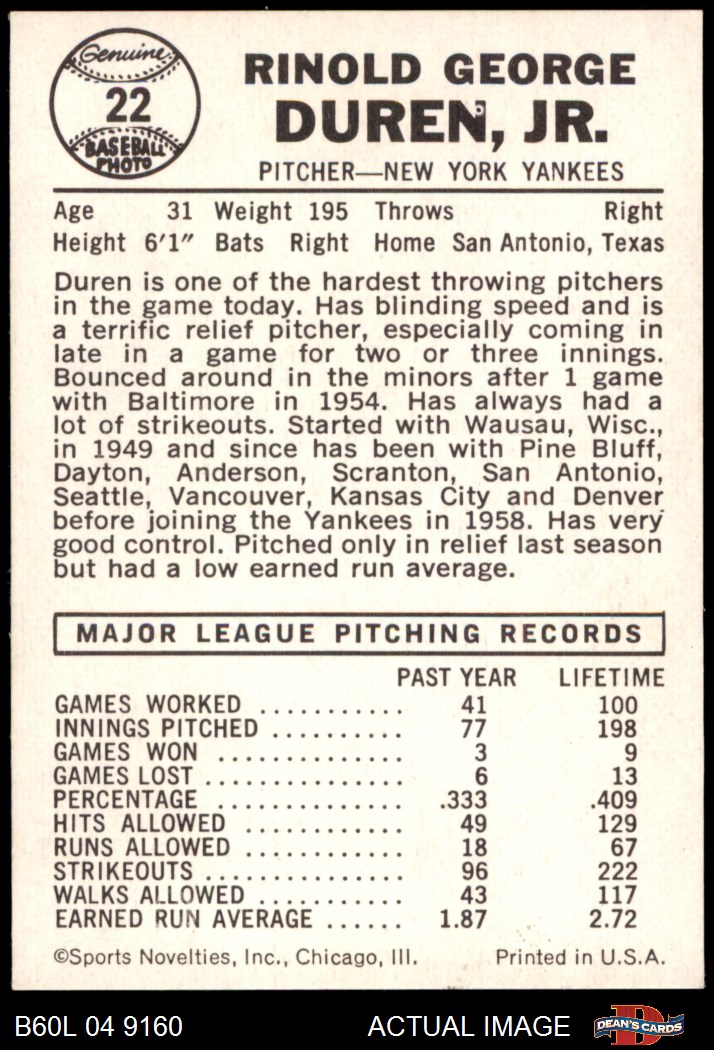 Genuine
22
BASEBALL
PHOTO
RINOLD GEORGE
DUREN, JR.
PITCHER—NEW YORK YANKEES
Age 31 Weight 195 Throws Right
Height 6'1" Bats Right Home San Antonio, Texas
Duren is one of the hardest throwing pitchers
in the game today. Has blinding speed and is
a terrific relief pitcher, especially coming in
late in a game for two or three innings.
Bounced around in the minors after 1 game
with Baltimore in 1954. Has always had a
lot of strikeouts. Started with Wausau, Wisc.,
in 1949 and since has been with Pine Bluff,
Dayton, Anderson, Scranton, San Antonio,
Seattle, Vancouver, Kansas City and Denver
before joining the Yankees in 1958. Has very
good control. Pitched only in relief last season
but had a low earned run average.
MAJOR LEAGUE PITCHING RECORDS
PAST YEAR LIFETIME
GAMES WORKED ........... 41 100
INNING PITCHED .......... 77 198
GAMES WON .............. 3 9
GAMES LOST .............. 6 13
PERCENTAGE .............. .333 .409
HITS ALLOWED ............ 49 129
RUNS ALLOWED ........... 18 67
STRIKEOUTS .............. 96 222
WALKS ALLOWED .......... 43 117
EARNED RUN AVERAGE ...... 1.87 2.72
©Sports Novelties, Inc., Chicago, Ill. Printed in U.S.A.
B60L 04 9160 ACTUAL IMAGE D DEAN'S CARDS